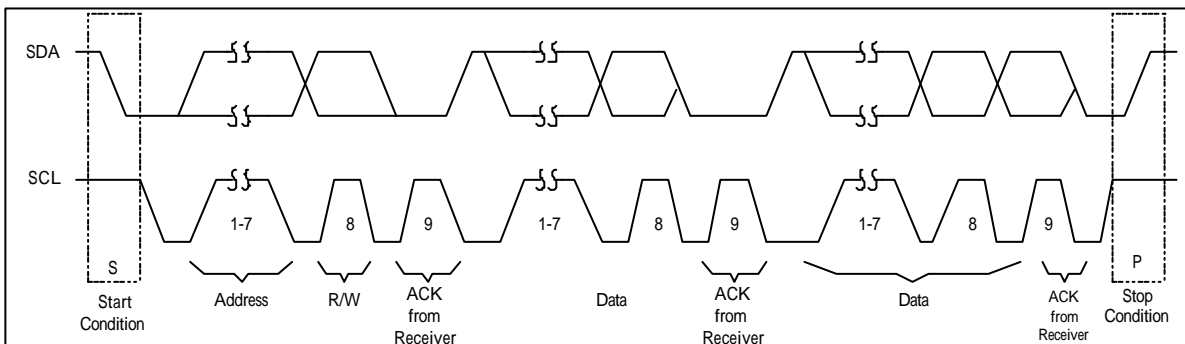 SDA
SCL
1-7
8
9
1-7
8
9
1-7
8
9
S
P
Start
Condition
Address
R/W
ACK
from
Receiver
Data
ACK
from
Receiver
Data
ACK
from
Receiver
Stop
Condition